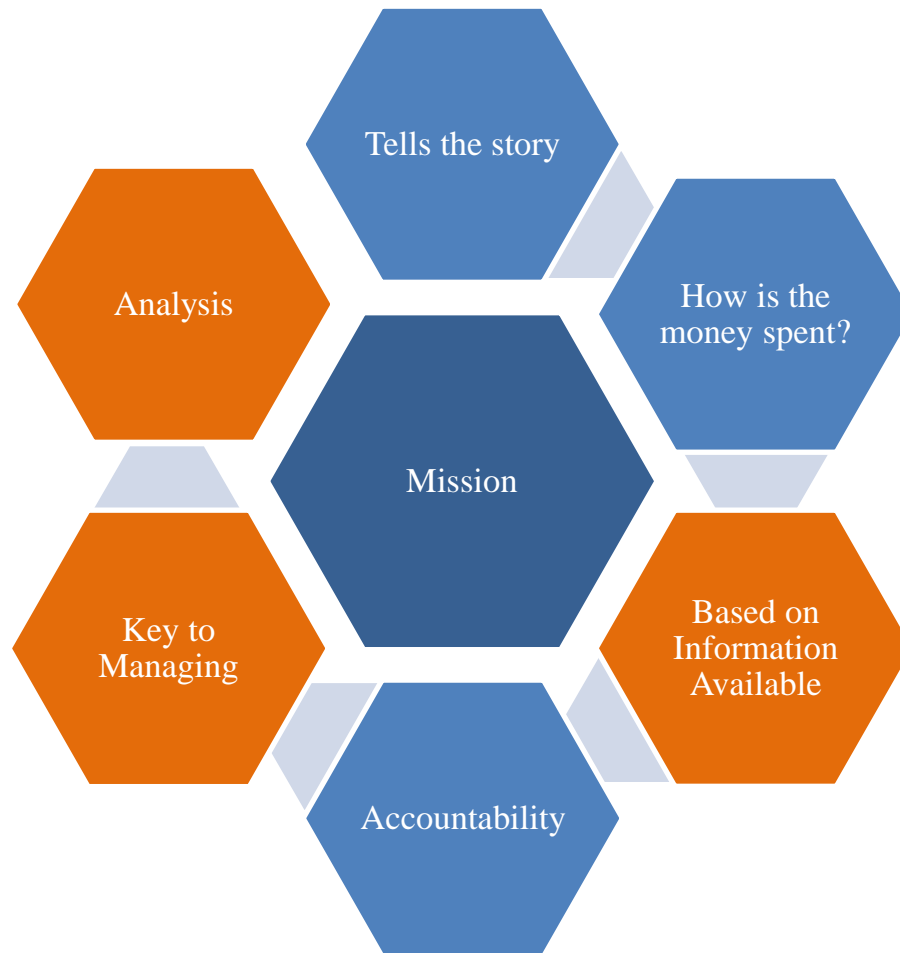 Tells the story
How is the
money spent?
Based on
Information
Available
Accountability
Key to
Managing
Analysis
Mission